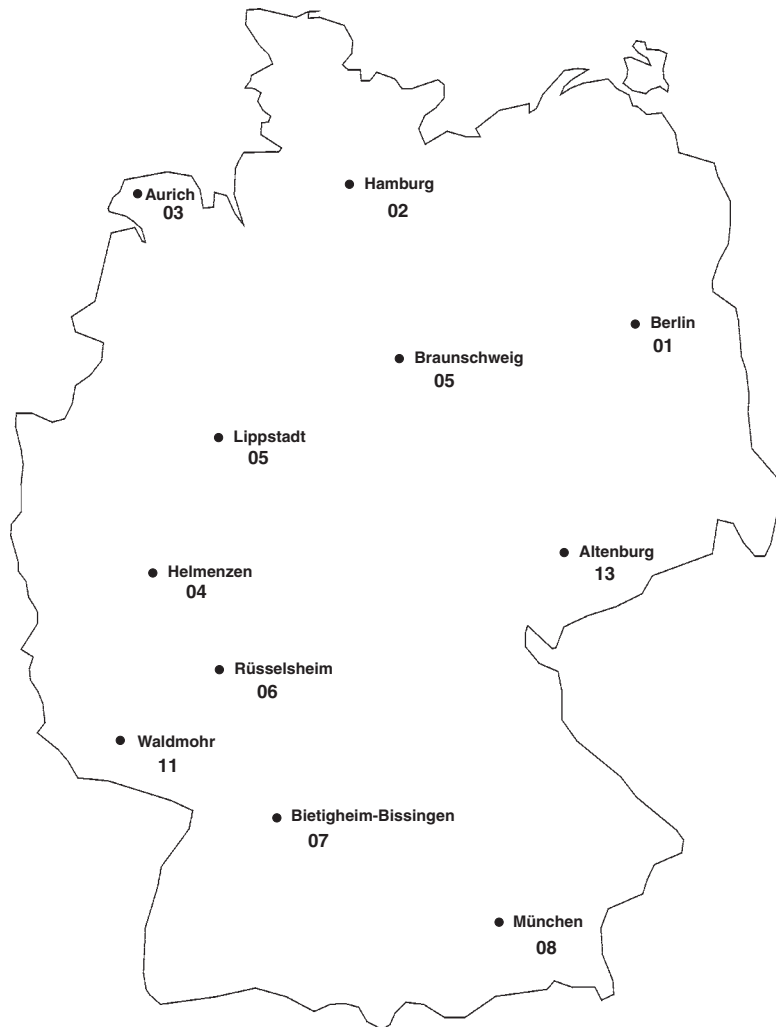 Hamburg
02
Aurich
03
Berlin
01
Braunschweig
05
Lippstadt
05
Altenburg
13
Helmenzen
04
Rüsselsheim
06
Waldmohr
11
Bietigheim-Bissingen
07
München
08